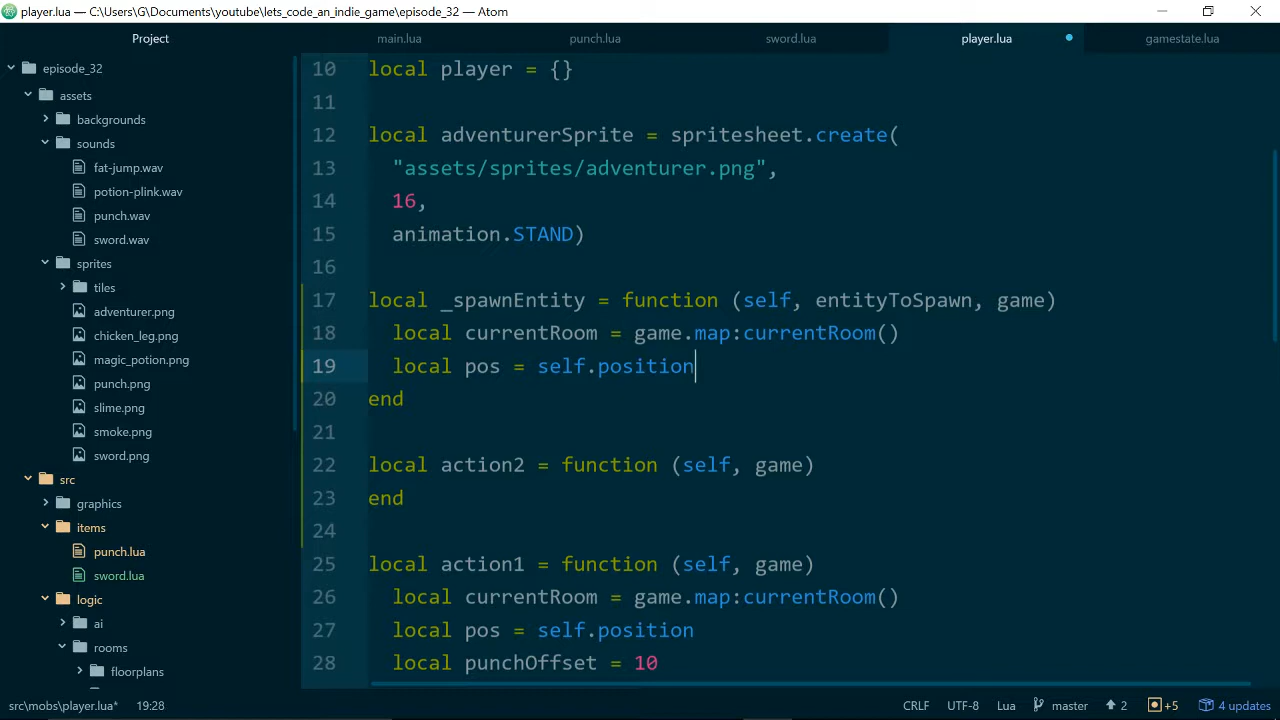 player.lua — C:\Users\G\Documents\youtube\lets_code_an_indie_game\episode_32 — Atom
Project
main.lua
punch.lua
sword.lua
player.lua
gamestate.lua
episode_32
assets
backgrounds
sounds
fat-jump.wav
potion-plink.wav
punch.wav
sword.wav
sprites
tiles
adventurer.png
chicken_leg.png
magic_potion.png
punch.png
slime.png
smoke.png
sword.png
src
graphics
items
punch.lua
sword.lua
logic
ai
rooms
floorplans
10 local player = {}
11
12 local adventurerSprite = spritesheet.create(
13 "assets/sprites/adventurer.png",
14 16,
15 animation.STAND)
16
17 local _spawnEntity = function (self, entityToSpawn, game)
18 local currentRoom = game.map:currentRoom()
19 local pos = self.position
20 end
21
22 local action2 = function (self, game)
23 end
24
25 local action1 = function (self, game)
26 local currentRoom = game.map:currentRoom()
27 local pos = self.position
28 local punchOffset = 10
src\mobs\player.lua* 19:28
CRLF UTF-8 Lua master 2 +5 4 updates